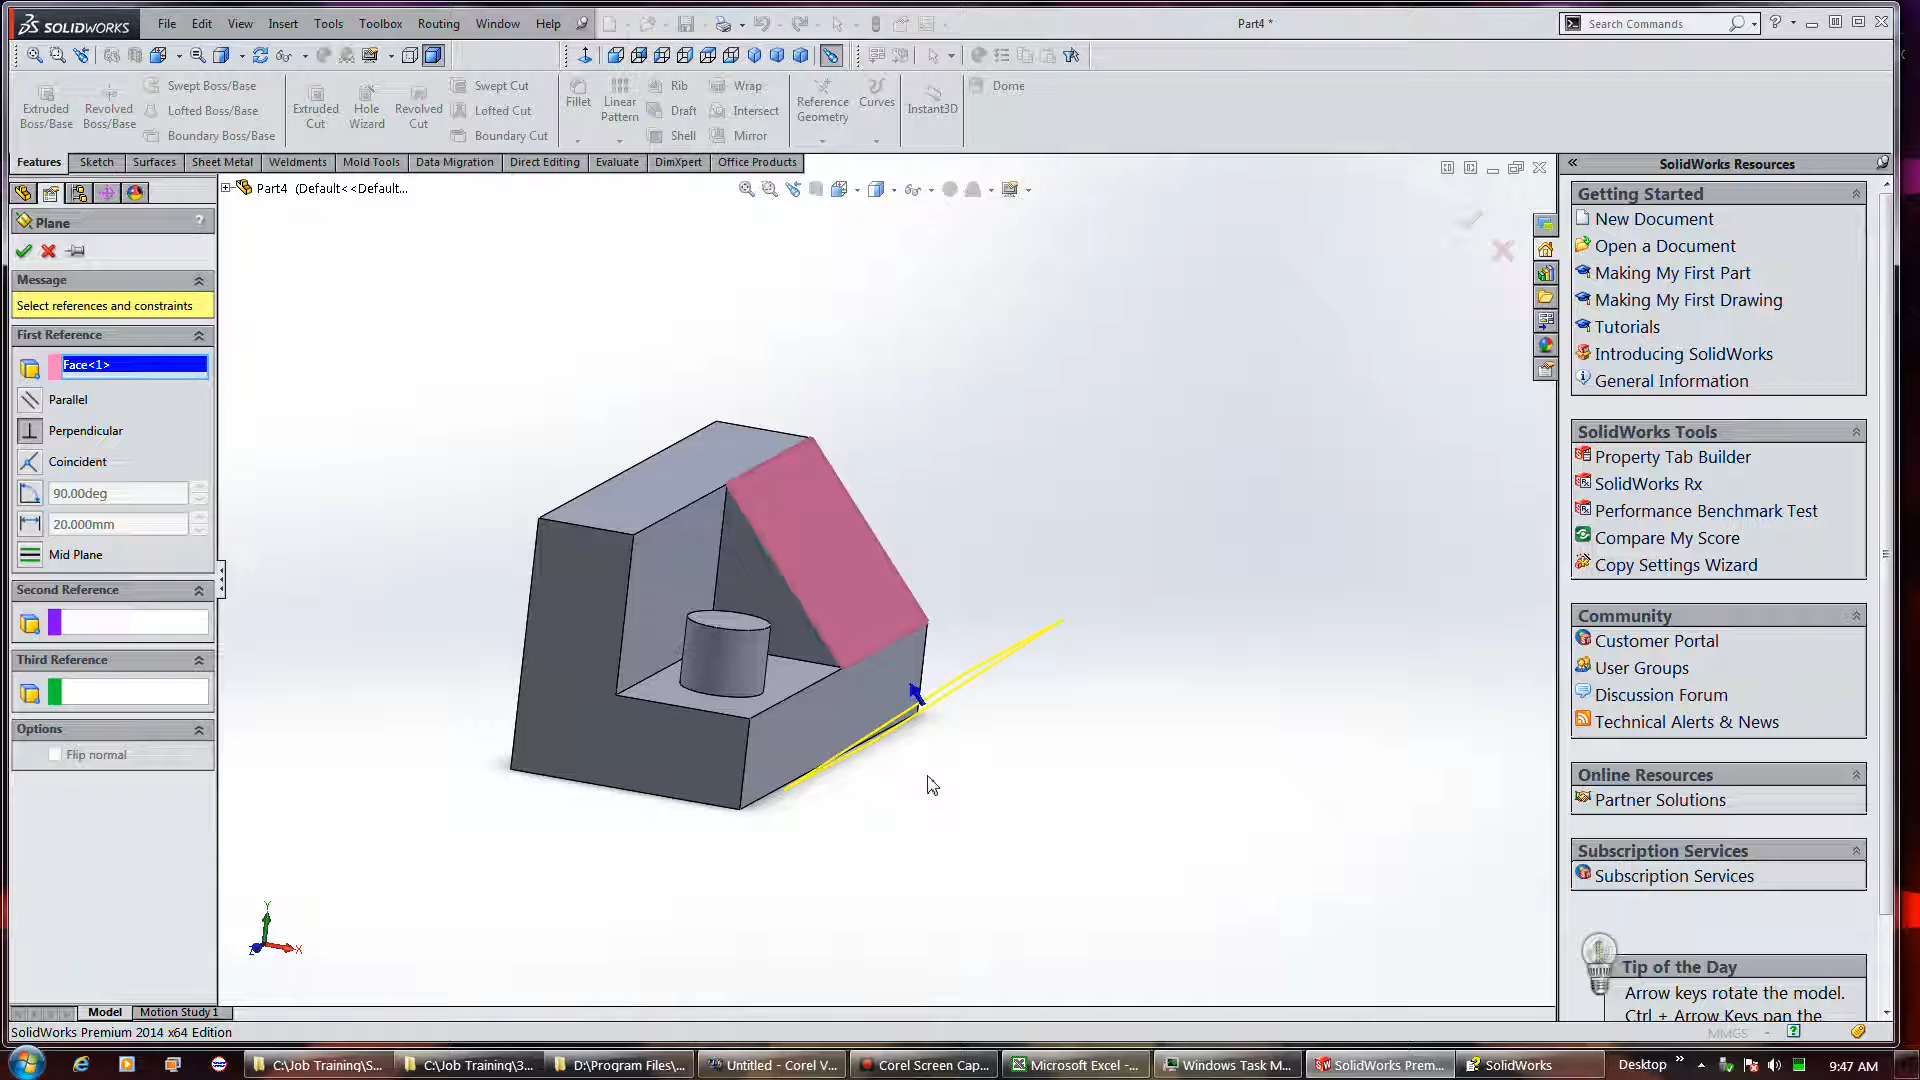 SOLIDWORKS File Edit View Insert Tools Toolbox Routing Window Help Part4 * Search Commands
Extruded Boss/Base
Revolved Boss/Base
Swept Boss/Base
Lofted Boss/Base
Boundary Boss/Base
Extruded Cut
Hole Wizard
Revolved Cut
Swept Cut
Lofted Cut
Boundary Cut
Fillet
Linear Pattern
Rib
Draft
Shell
Wrap
Intersect
Mirror
Reference Geometry
Curves
Instant3D
Dome
Features Sketch Surfaces Sheet Metal Weldments Mold Tools Data Migration Direct Editing Evaluate DimXpert Office Products
Plane ?
Message
Select references and constraints
First Reference
Face<1>
Parallel
Perpendicular
Coincident
90.00deg
20.000mm
Mid Plane
Second Reference
Third Reference
Options
Flip normal
Part4 (Default<<Default...
Y
X
Z
SolidWorks Resources
Getting Started
New Document
Open a Document
Making My First Part
Making My First Drawing
Tutorials
Introducing SolidWorks
General Information
SolidWorks Tools
Property Tab Builder
SolidWorks Rx
Performance Benchmark Test
Compare My Score
Copy Settings Wizard
Community
Customer Portal
User Groups
Discussion Forum
Technical Alerts & News
Online Resources
Partner Solutions
Subscription Services
Subscription Services
Tip of the Day
Arrow keys rotate the model.
Ctrl + Arrow Keys pan the
Model Motion Study 1
SolidWorks Premium 2014 x64 Edition MMGS
C:\Job Training\S... C:\Job Training\3... D:\Program Files\... Untitled - Corel V... Corel Screen Cap... Microsoft Excel -... Windows Task M... SolidWorks Prem... SolidWorks Desktop 9:47 AM